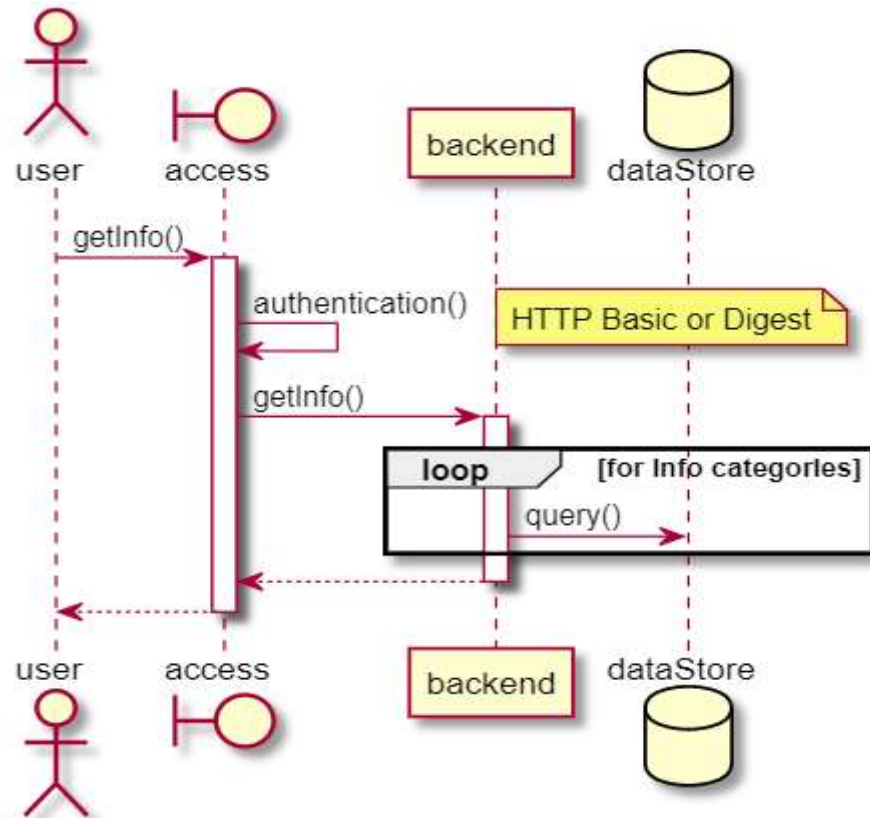 user
access
backend
dataStore
getInfo()
authentication()
HTTP Basic or Digest
getInfo()
loop
[for Info categories]
query()
user
access
backend
dataStore